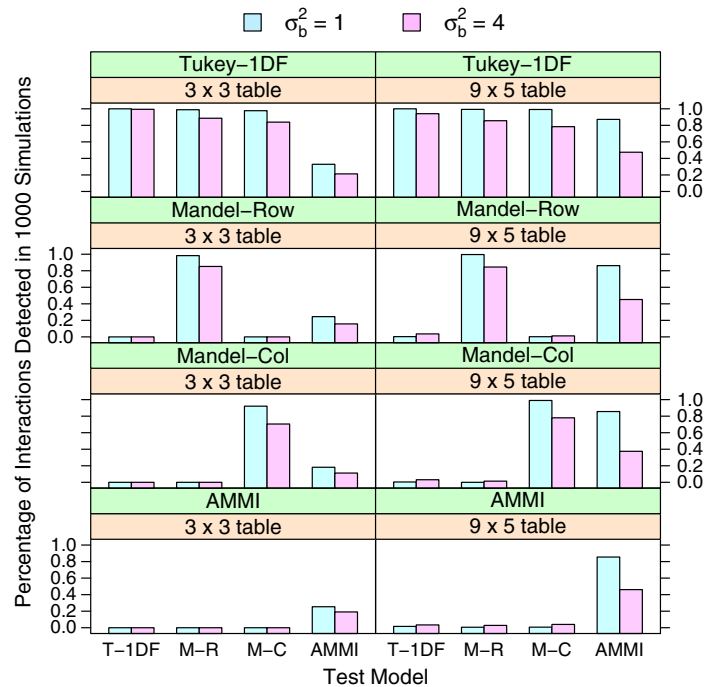 σ_b^2 = 1 σ_b^2 = 4
Percentage of Interactions Detected in 1000 Simulations
Tukey−1DF Tukey−1DF
3 x 3 table 9 x 5 table
1.0
0.8
0.6
0.4
0.2
0.0
Mandel−Row Mandel−Row
3 x 3 table 9 x 5 table
1.0
0.8
0.6
0.4
0.2
0.0
Mandel−Col Mandel−Col
3 x 3 table 9 x 5 table
1.0
0.8
0.6
0.4
0.2
0.0
AMMI AMMI
3 x 3 table 9 x 5 table
1.0
0.8
0.6
0.4
0.2
0.0
T−1DF M−R M−C AMMI T−1DF M−R M−C AMMI
Test Model